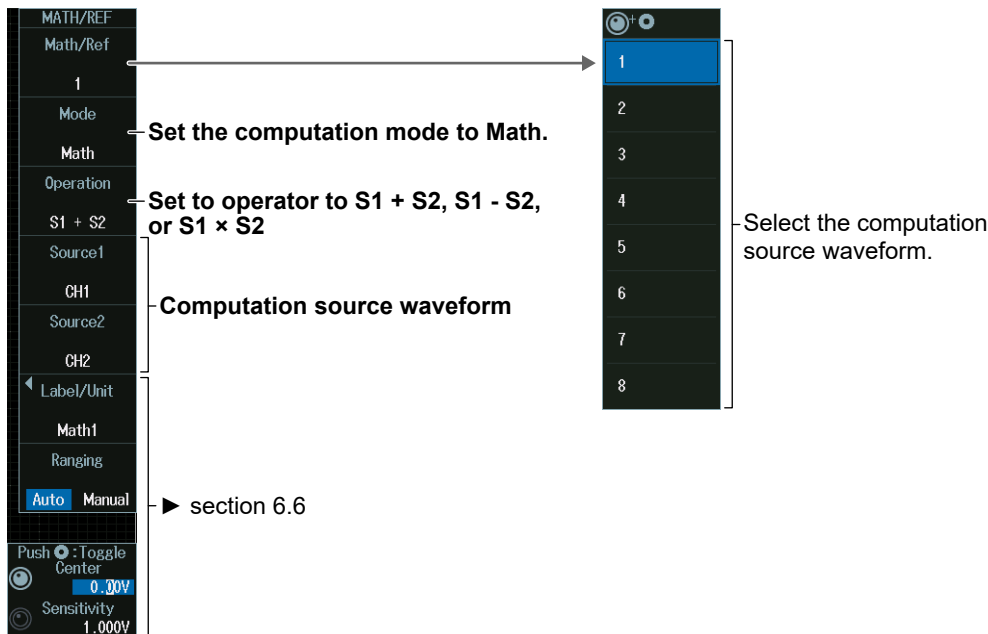 MATH/REF
Math/Ref
1
Mode
Math
Operation
S1 + S2
Source1
CH1
Source2
CH2
Label/Unit
Math1
Ranging
Auto Manual
Push :Toggle
Center
0.00V
Sensitivity
1.000V
Set the computation mode to Math.
Set to operator to S1 + S2, S1 - S2,
or S1 × S2
Computation source waveform
► section 6.6
+
1
2
3
4
5
6
7
8
Select the computation
source waveform.